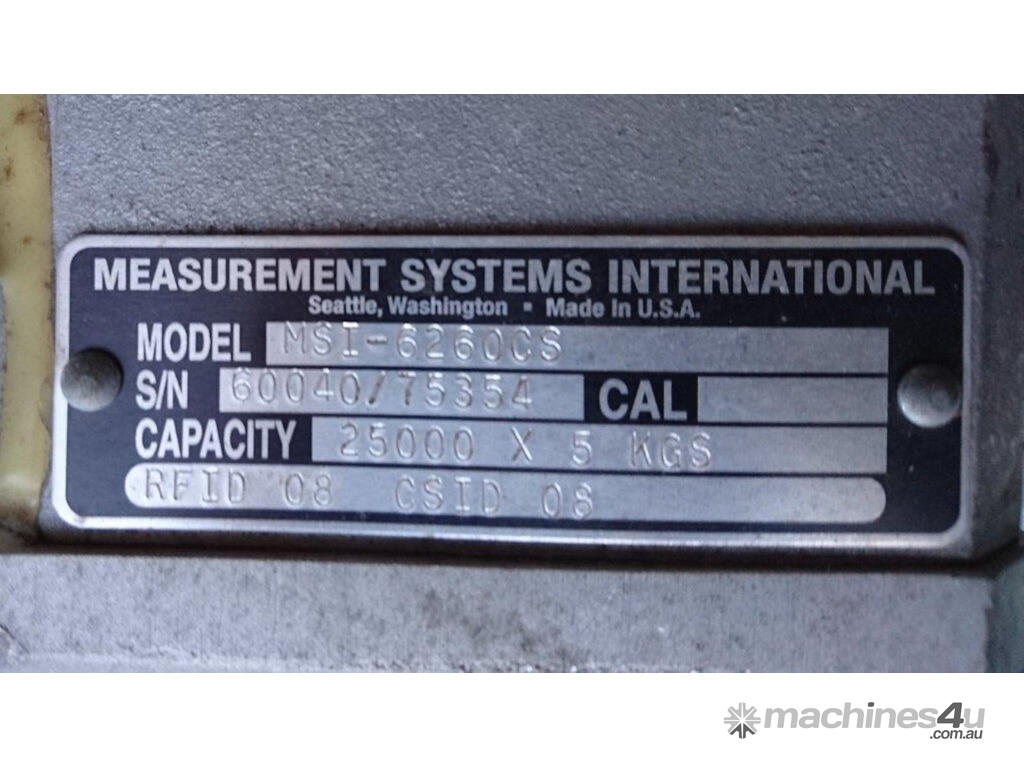 MEASUREMENT SYSTEMS INTERNATIONAL
Seattle, Washington ▪ Made In U.S.A.
MODEL MSI-6260CS
S/N 60040/75354 CAL
CAPACITY 25000 X 5 KGS
RFID 08 CSID 08
machines4u
.com.au